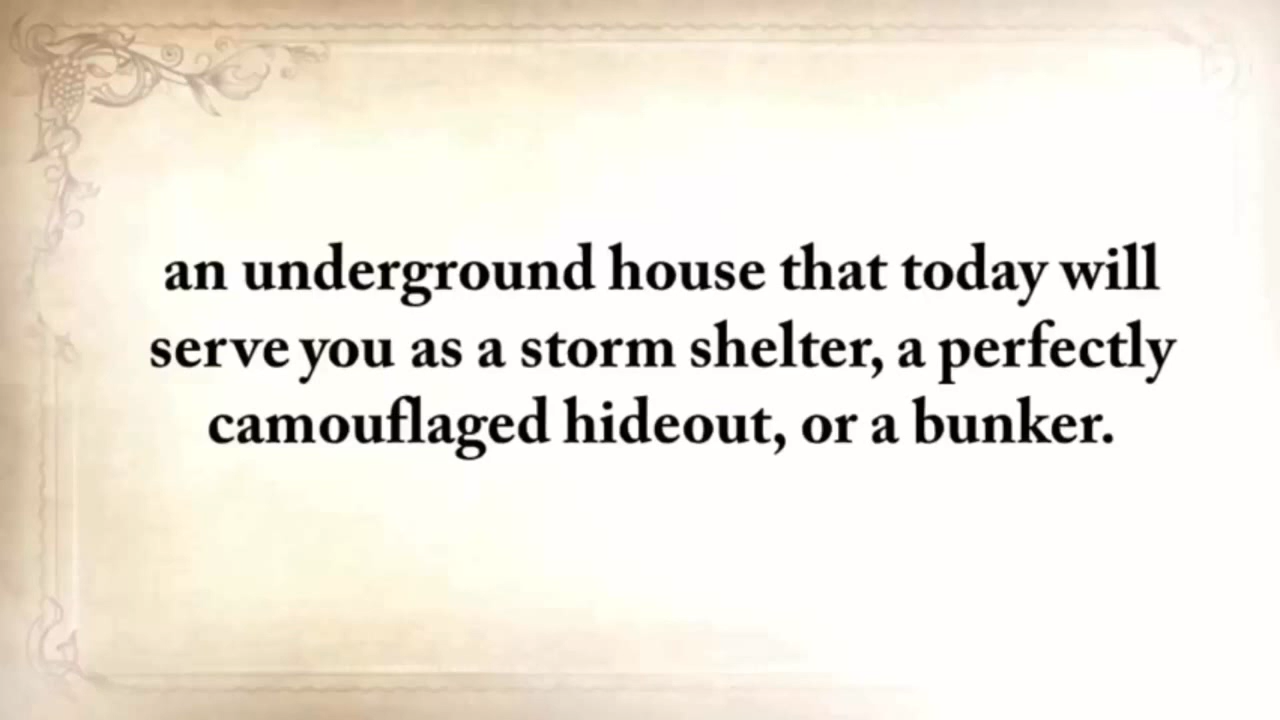 an underground house that today will
serve you as a storm shelter, a perfectly
camouflaged hideout, or a bunker.